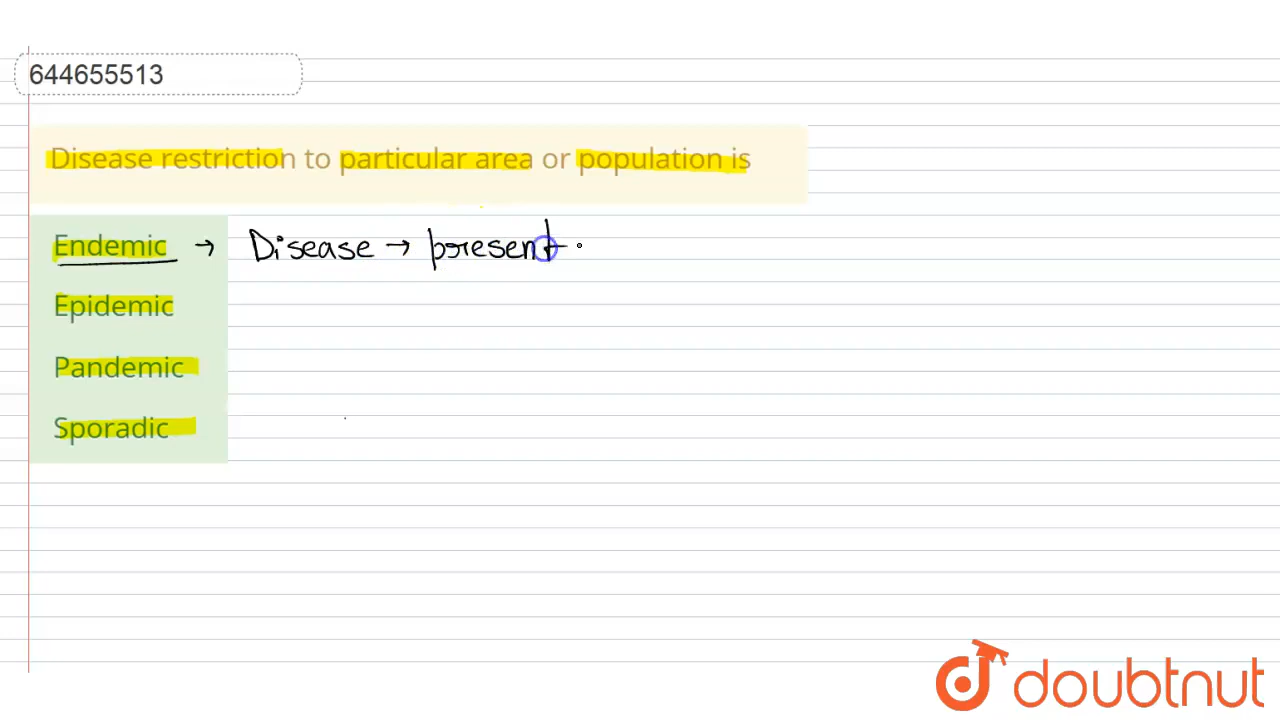 644655513
Disease restriction to particular area or population is
Endemic → Disease → present
Epidemic
Pandemic
Sporadic
doubtnut